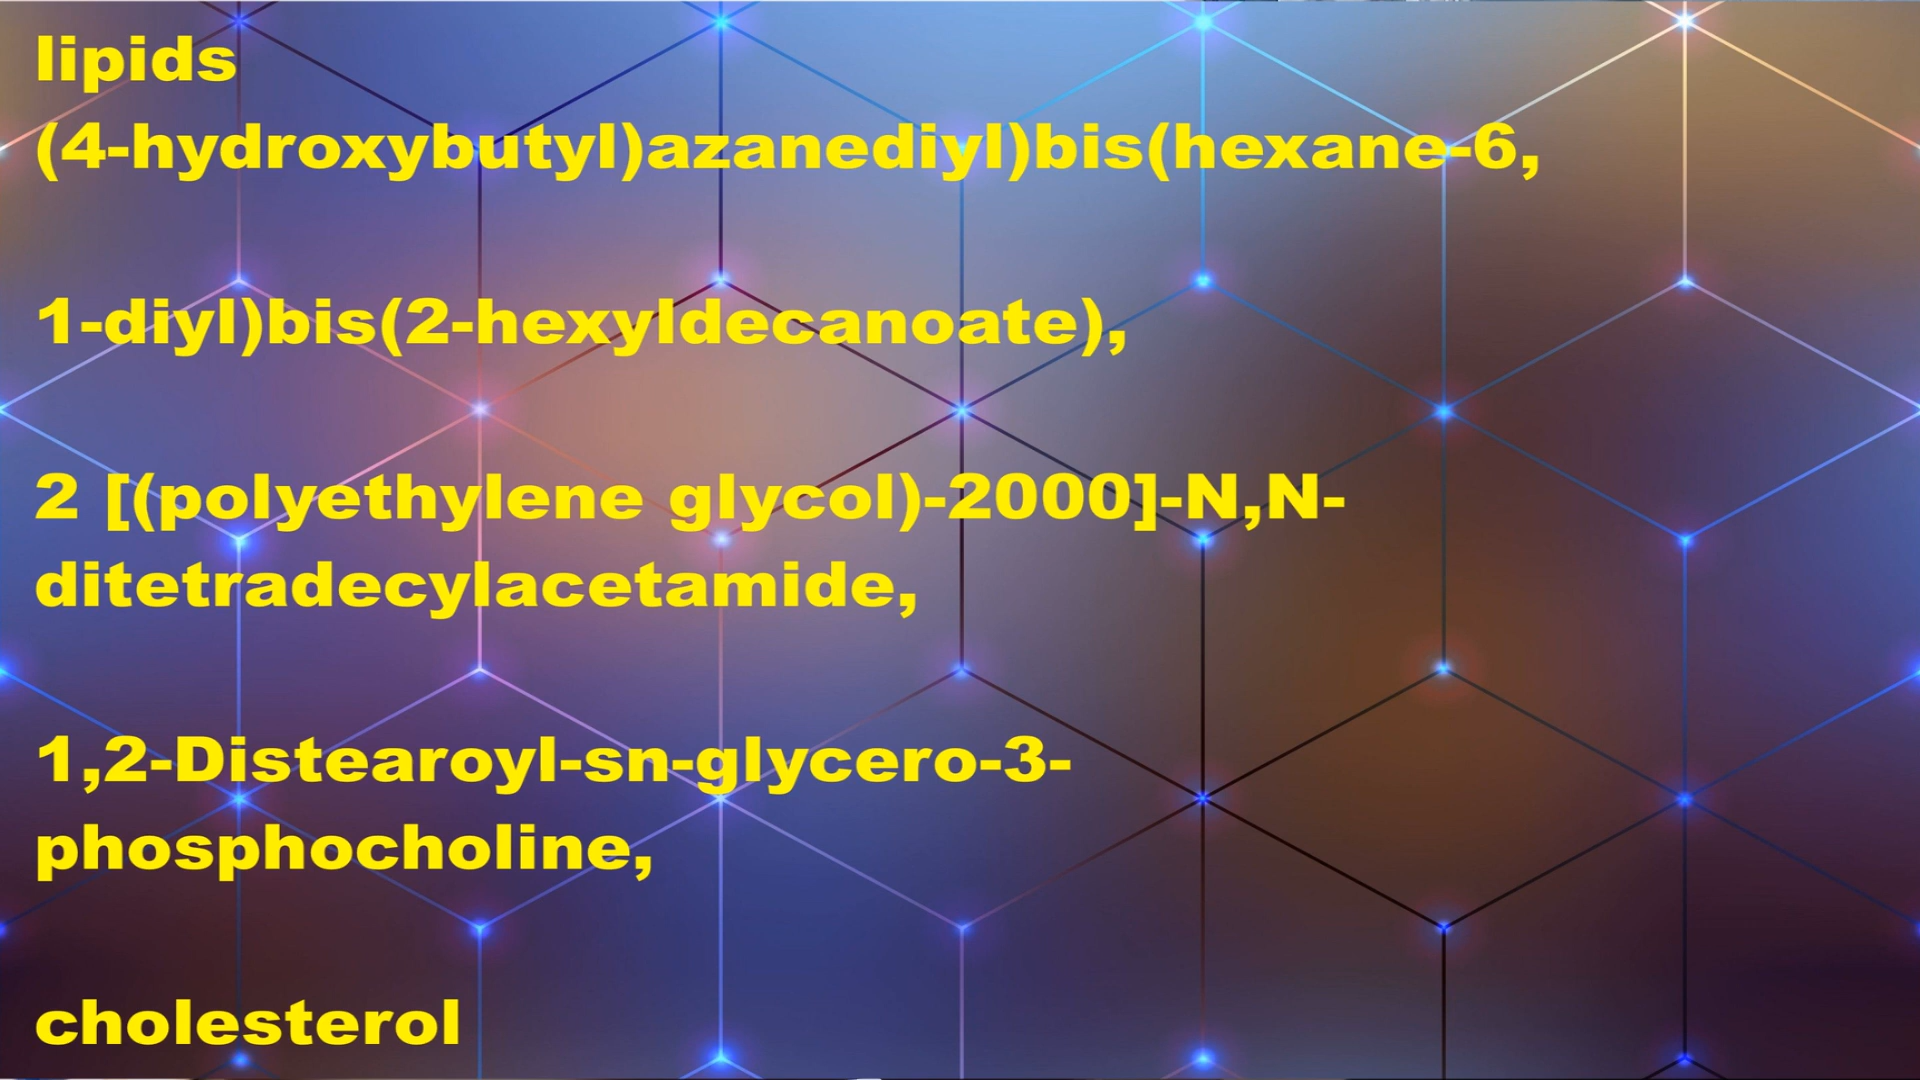 lipids
(4-hydroxybutyl)azanediyl)bis(hexane-6,
1-diyl)bis(2-hexyldecanoate),
2 [(polyethylene glycol)-2000]-N,N-
ditetradecylacetamide,
1,2-Distearoyl-sn-glycero-3-
phosphocholine,
cholesterol